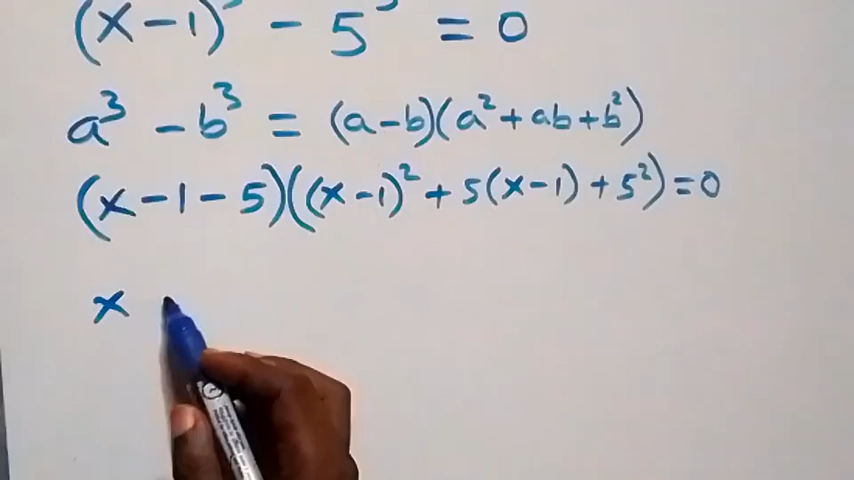 (x-1)³ - 5³ = 0
a³ - b³ = (a-b)(a²+ab+b²)
(x-1-5)((x-1)²+5(x-1)+5²)=0
x